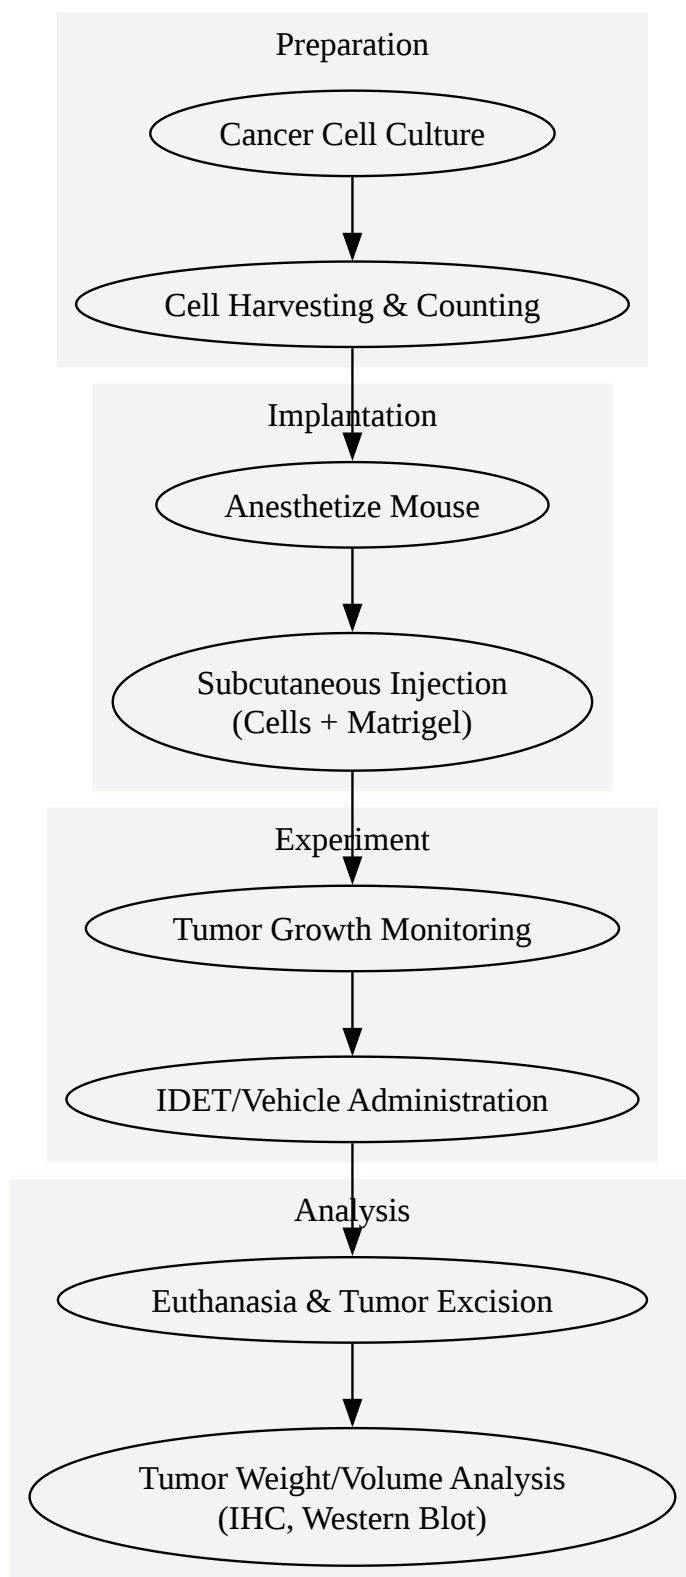 Preparation
Cancer Cell Culture
Cell Harvesting & Counting
Implantation
Anesthetize Mouse
Subcutaneous Injection
(Cells + Matrigel)
Experiment
Tumor Growth Monitoring
IDET/Vehicle Administration
Analysis
Euthanasia & Tumor Excision
Tumor Weight/Volume Analysis
(IHC, Western Blot)